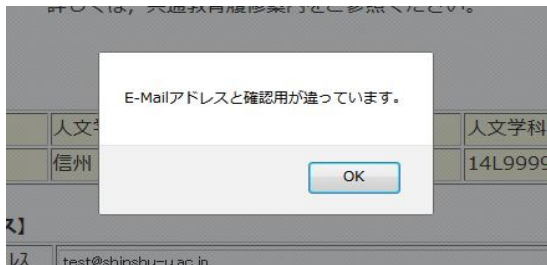 詳しくは，共通教育履修案内をご参照ください。
E-Mailアドレスと確認用が違っています。
人文学
人文学科
信州
14L9999
OK
ス】
レス
test@shinshu-u.ac.jp